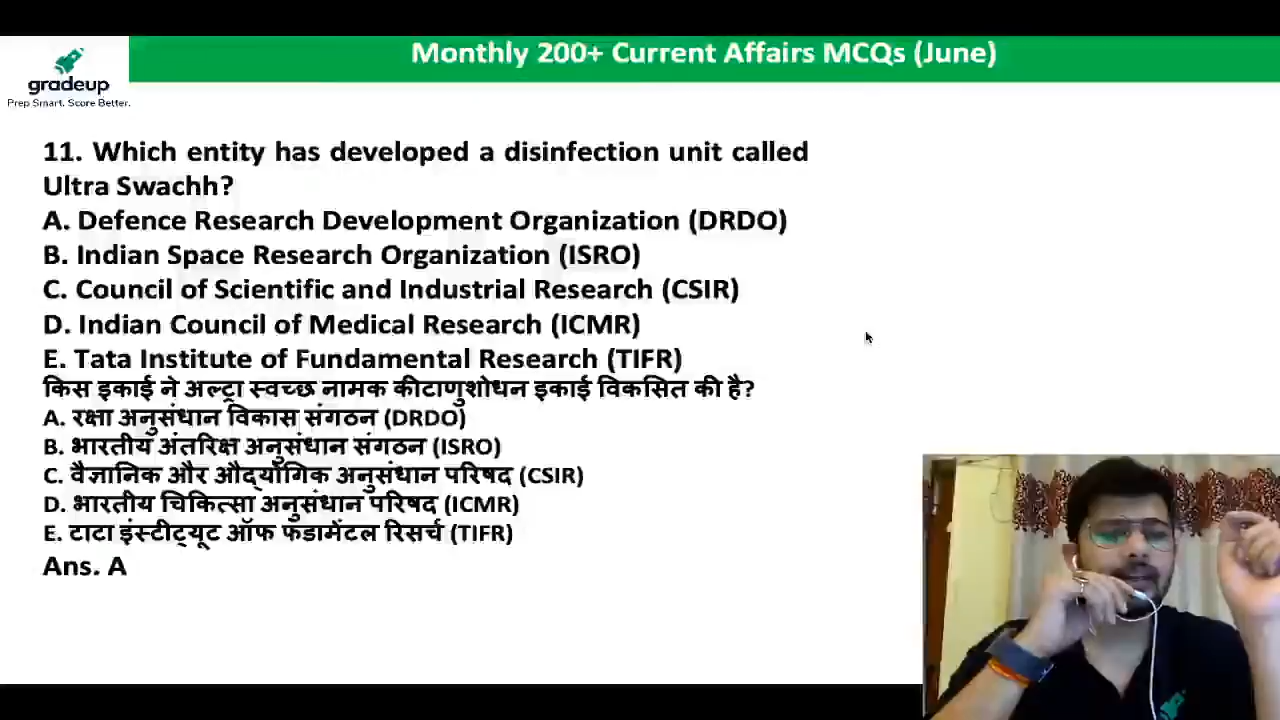 Monthly 200+ Current Affairs MCQs (June)
gradeup
Prep Smart. Score Better.
11. Which entity has developed a disinfection unit called
Ultra Swachh?
A. Defence Research Development Organization (DRDO)
B. Indian Space Research Organization (ISRO)
C. Council of Scientific and Industrial Research (CSIR)
D. Indian Council of Medical Research (ICMR)
E. Tata Institute of Fundamental Research (TIFR)
किस इकाई ने अल्ट्रा स्वच्छ नामक कीटाणुशोधन इकाई विकसित की है?
A. रक्षा अनुसंधान विकास संगठन (DRDO)
B. भारतीय अंतरिक्ष अनुसंधान संगठन (ISRO)
C. वैज्ञानिक और औद्योगिक अनुसंधान परिषद (CSIR)
D. भारतीय चिकित्सा अनुसंधान परिषद (ICMR)
E. टाटा इंस्टीट्यूट ऑफ फंडामेंटल रिसर्च (TIFR)
Ans. A